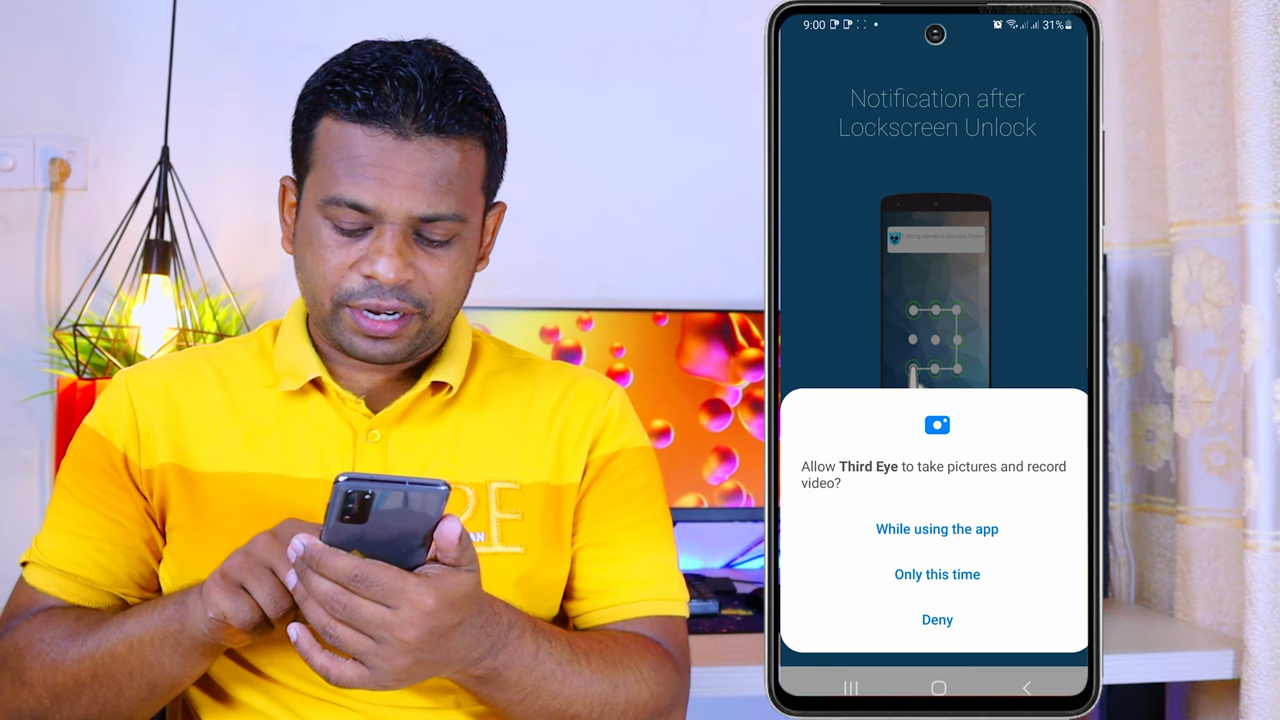 9:00
31%
Notification after
Lockscreen Unlock
Allow Third Eye to take pictures and record
video?
While using the app
Only this time
Deny